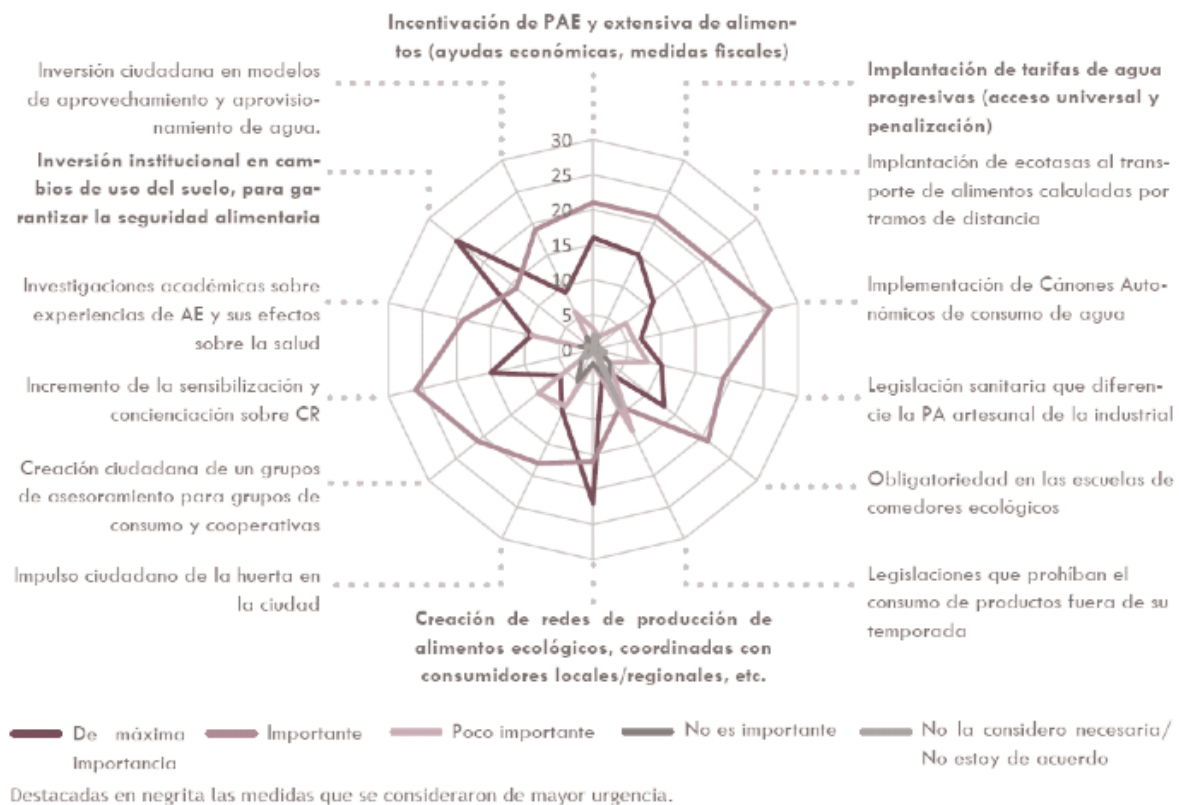 Incentivación de PAE y extensiva de alimen-
tos (ayudas económicas, medidas fiscales)
Inversión ciudadana en modelos
de aprovechamiento y aprovisio-
namiento de agua.
Inversión institucional en cam-
bios de uso del suelo, para ga-
rantizar la seguridad alimentaria
Investigaciones académicas sobre
experiencias de AE y sus efectos
sobre la salud
Incremento de la sensibilización y
concienciación sobre CR
Creación ciudadana de un grupos
de asesoramiento para grupos de
consumo y cooperativas
Impulso ciudadano de la huerta en
la ciudad
30
25
20
15
10
5
0
Implantación de tarifas de agua
progresivas (acceso universal y
penalización)
Implantación de ecotasas al trans-
porte de alimentos calculadas por
tramos de distancia
Implementación de Cánones Auto-
nómicos de consumo de agua
Legislación sanitaria que diferen-
cie la PA artesanal de la industrial
Obligatoriedad en las escuelas de
comedores ecológicos
Legislaciones que prohíban el
consumo de productos fuera de su
temporada
Creación de redes de producción de
alimentos ecológicos, coordinadas con
consumidores locales/regionales, etc.
De máxima
Importancia
Importante
Poco importante
No es importante
No la considero necesaria/
No estoy de acuerdo
Destacadas en negrita las medidas que se consideraron de mayor urgencia.